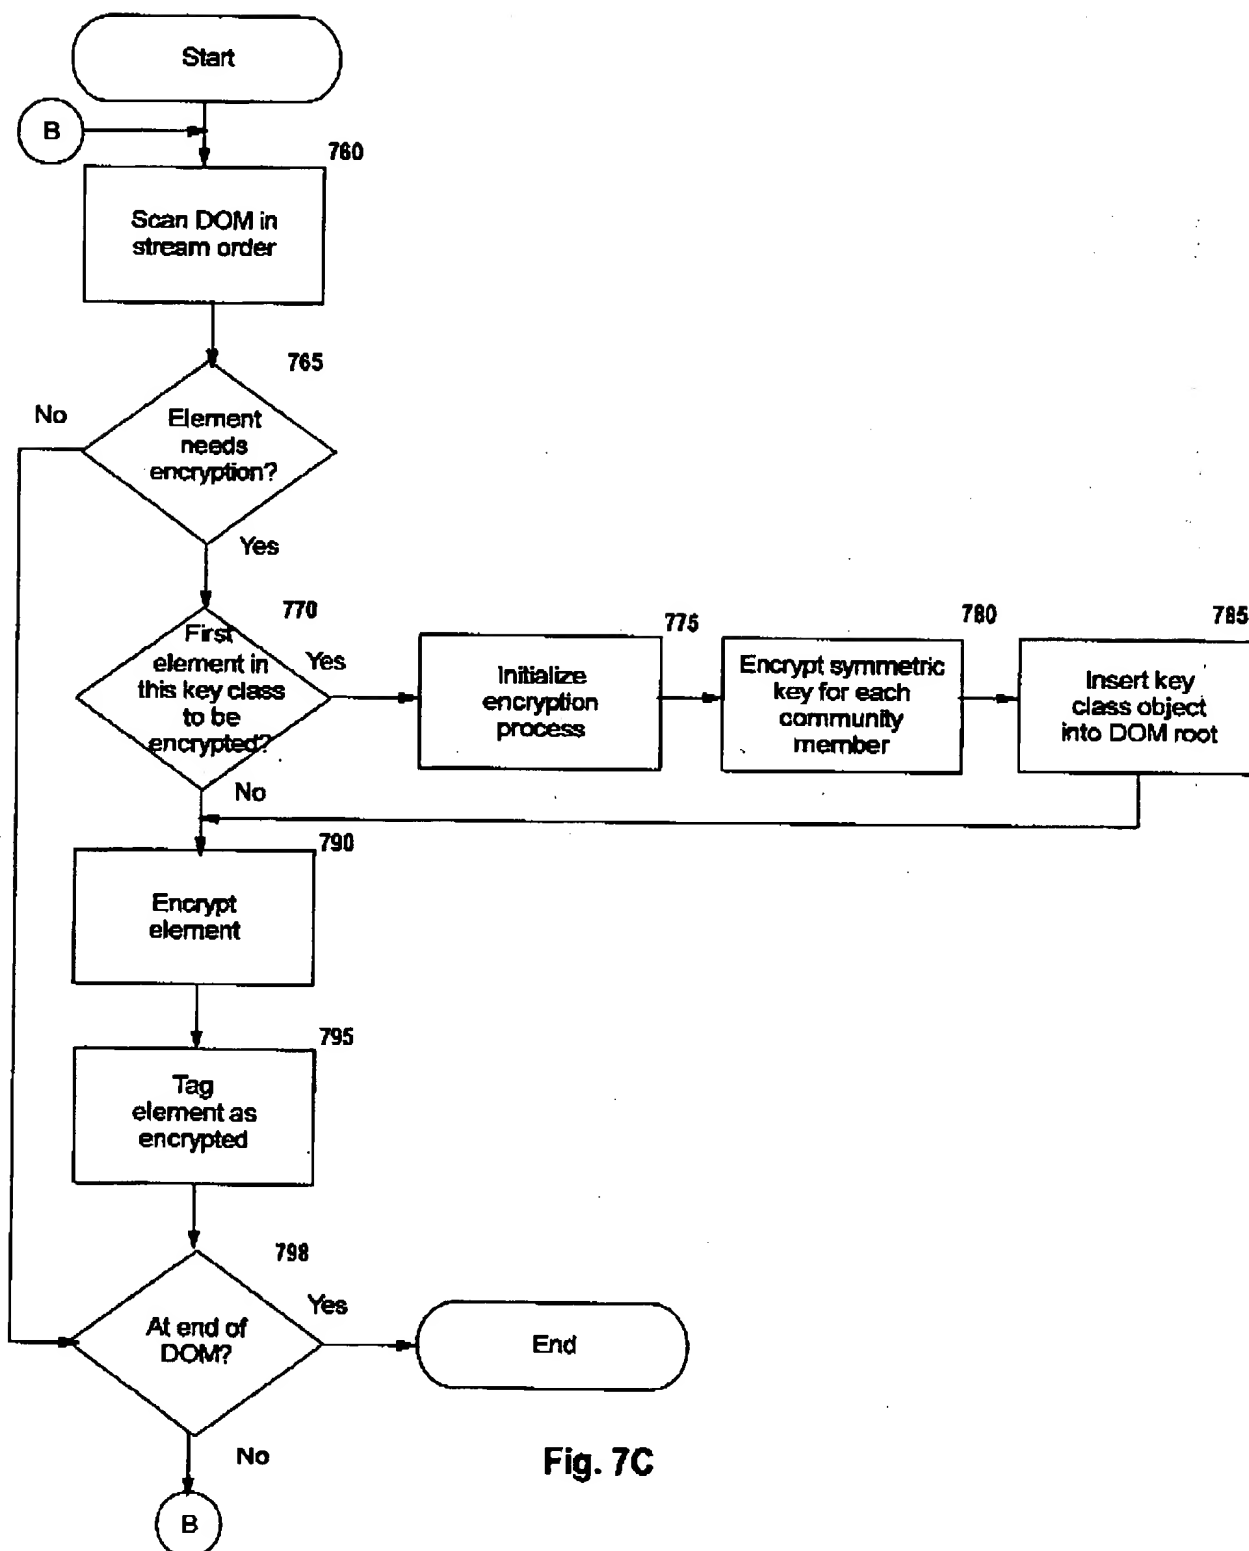 Start
B
760
Scan DOM in
stream order
765
No
Element
needs
encryption?
Yes
770
First
element in
this key class
to be
encrypted?
Yes
775
Initialize
encryption
process
780
Encrypt symmetric
key for each
community
member
785
Insert key
class object
into DOM root
No
790
Encrypt
element
795
Tag
element as
encrypted
798
At end of
DOM?
Yes
End
No
B
Fig. 7C